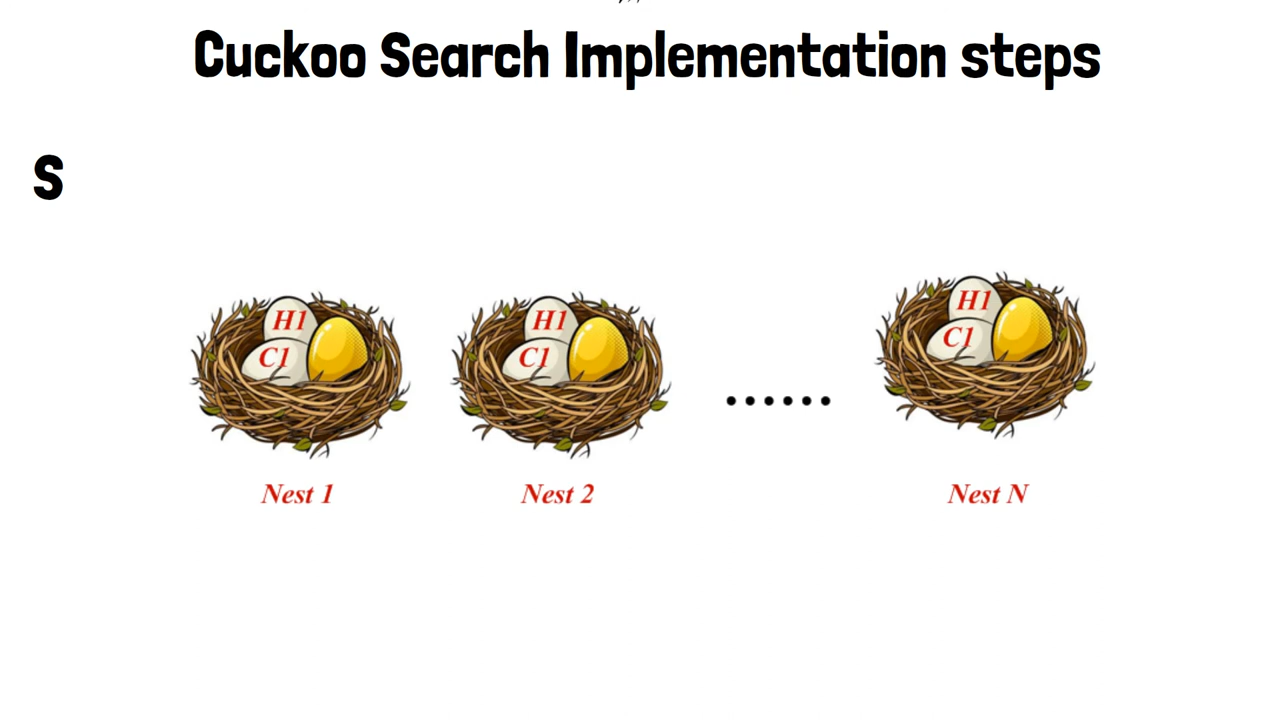 Cuckoo Search Implementation steps
S
H1
C1
H1
C1
H1
C1
Nest 1
Nest 2
Nest N